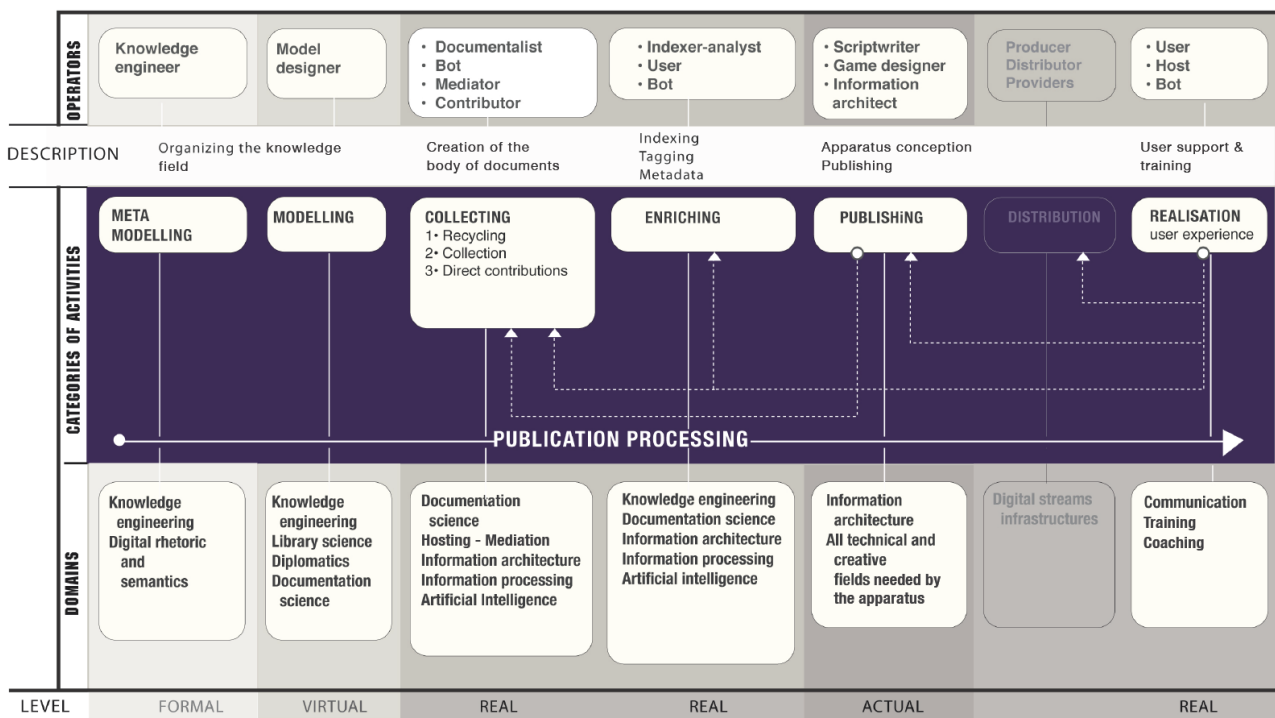 OPERATORS
Knowledge
engineer
Model
designer
• Documentalist
• Bot
• Mediator
• Contributor
• Indexer-analyst
• User
• Bot
• Scriptwriter
• Game designer
• Information
architect
Producer
Distributor
Providers
• User
• Host
• Bot
DESCRIPTION
Organizing the knowledge
field
Creation of the
body of documents
Indexing
Tagging
Metadata
Apparatus conception
Publishing
User support &
training
CATEGORIES OF ACTIVITIES
META
MODELLING
MODELLING
COLLECTING
1• Recycling
2• Collection
3• Direct contributions
ENRICHING
PUBLISHiNG
DISTRIBUTION
REALISATION
user experience
PUBLICATION PROCESSING
DOMAINS
Knowledge
engineering
Digital rhetoric
and
semantics
Knowledge
engineering
Library science
Diplomatics
Documentation
science
Documentation
science
Hosting - Mediation
Information architecture
Information processing
Artificial Intelligence
Knowledge engineering
Documentation science
Information architecture
Information processing
Artificial intelligence
Information
architecture
All technical and
creative
fields needed by
the apparatus
Digital streams
infrastructures
Communication
Training
Coaching
LEVEL
FORMAL
VIRTUAL
REAL
REAL
ACTUAL
REAL